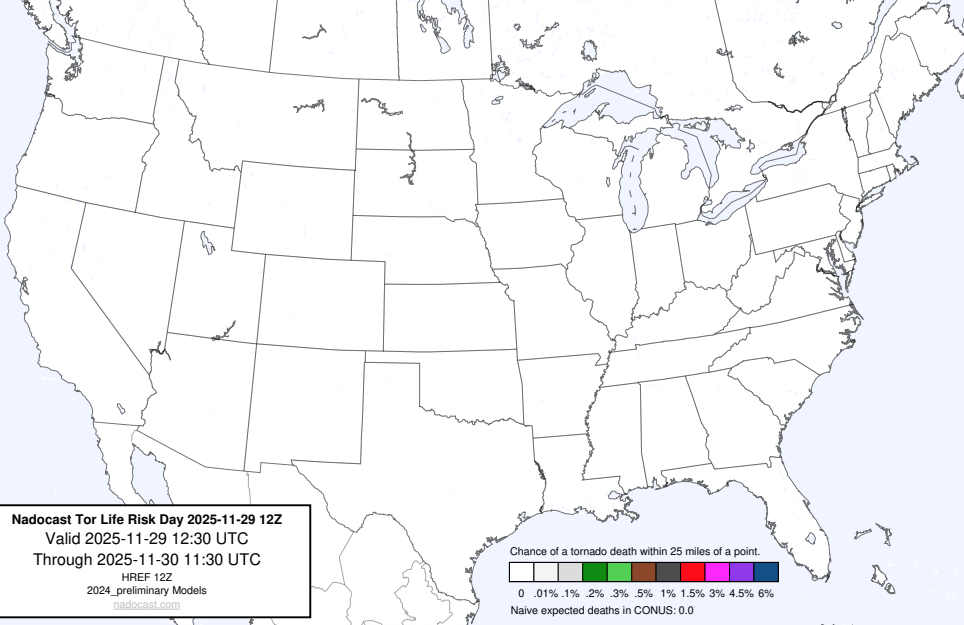 Nadocast Tor Life Risk Day 2025-11-29 12Z
Valid 2025-11-29 12:30 UTC
Through 2025-11-30 11:30 UTC
HREF 12Z
2024_preliminary Models
nadocast.com
Chance of a tornado death within 25 miles of a point.
0 .01% .1% .2% .3% .5% 1% 1.5% 3% 4.5% 6%
Naive expected deaths in CONUS: 0.0